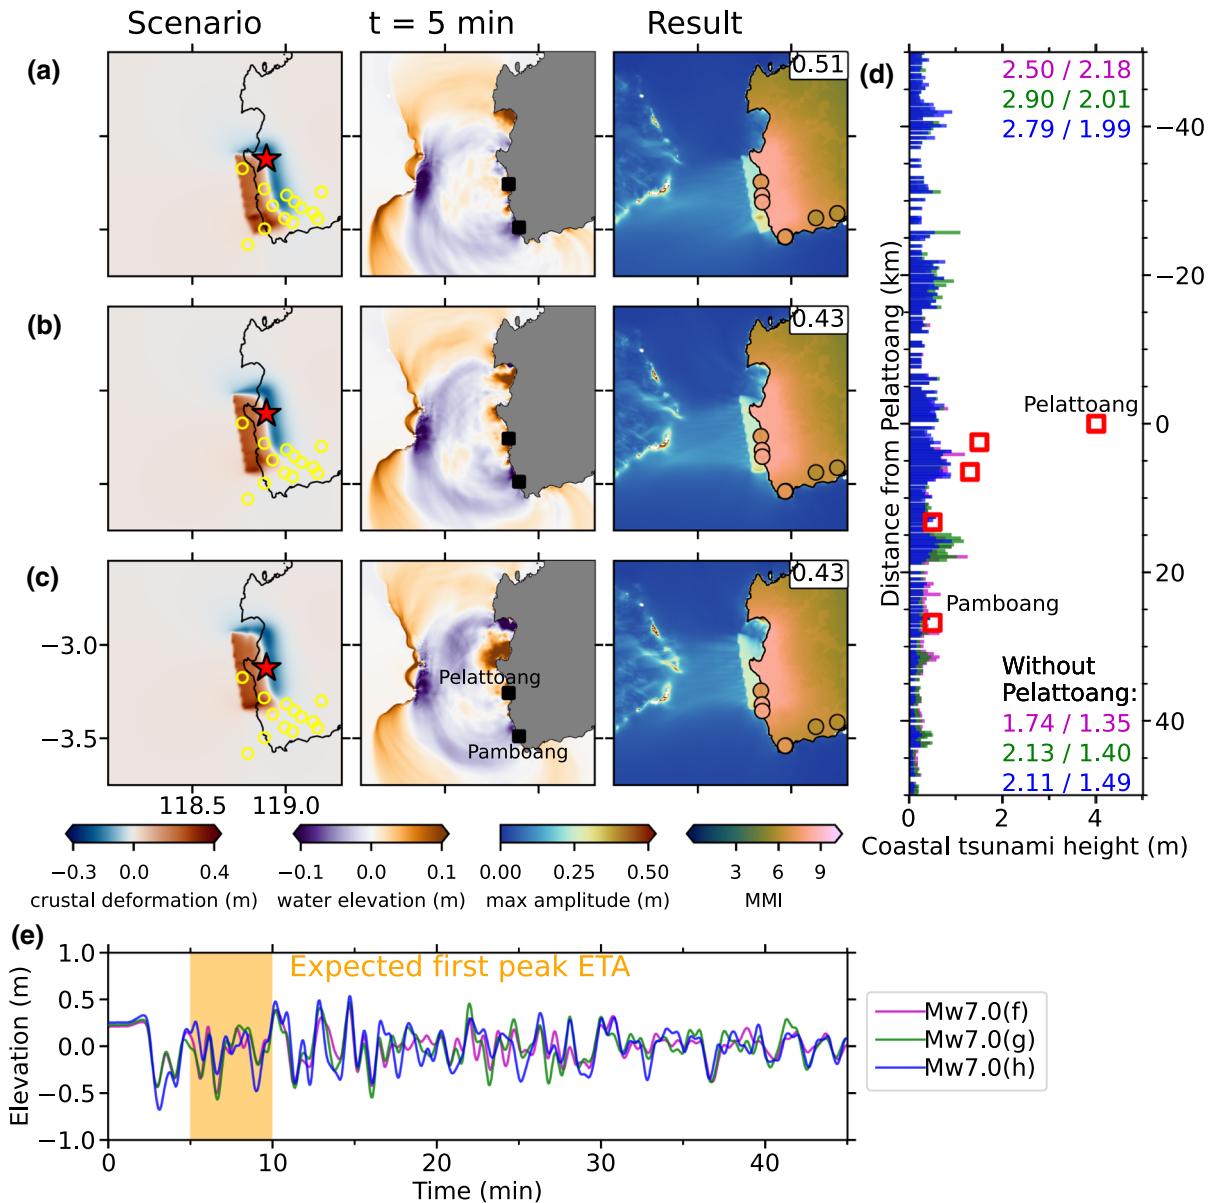 Scenario
t = 5 min
Result
(a)
0.51
(d)
2.50 / 2.18
2.90 / 2.01
2.79 / 1.99
−40
−20
0
20
40
Distance from Pelattoang (km)
Pelattoang
Pamboang
Without
Pelattoang:
1.74 / 1.35
2.13 / 1.40
2.11 / 1.49
0
2
4
Coastal tsunami height (m)
(b)
0.43
(c)
0.43
−3.0
−3.5
118.5
119.0
Pelattoang
Pamboang
−0.3
0.0
0.4
crustal deformation (m)
−0.1
0.0
0.1
water elevation (m)
0.00
0.25
0.50
max amplitude (m)
3
6
9
MMI
(e)
Expected first peak ETA
1.0
0.5
0.0
−0.5
−1.0
Elevation (m)
0
10
20
30
40
Time (min)
Mw7.0(f)
Mw7.0(g)
Mw7.0(h)